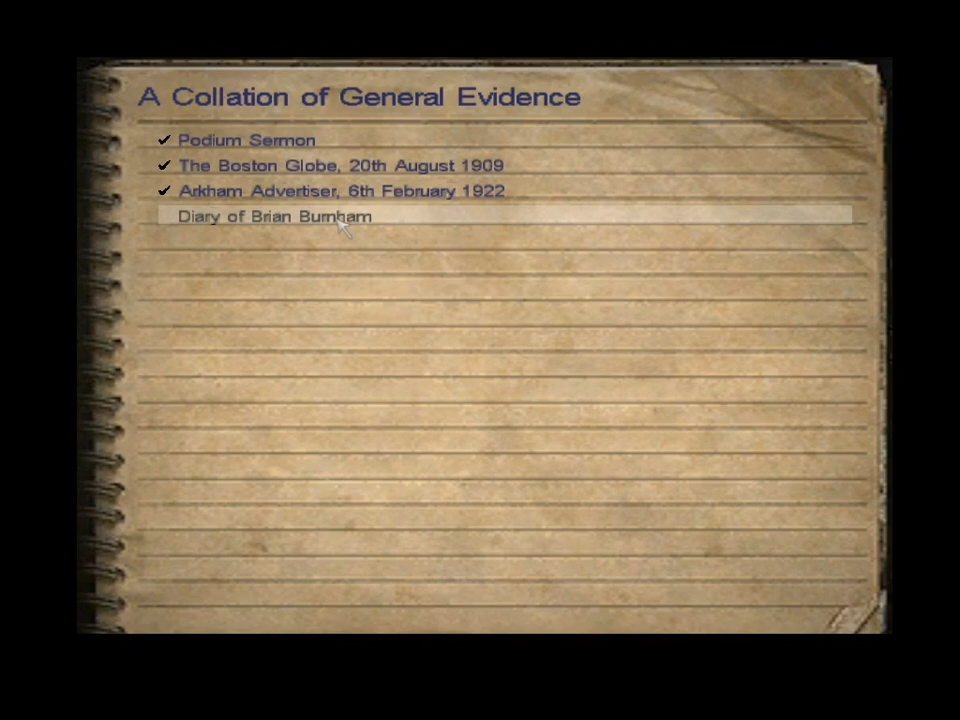 A Collation of General Evidence
✔ Podium Sermon
✔ The Boston Globe, 20th August 1909
✔ Arkham Advertiser, 6th February 1922
Diary of Brian Burnham